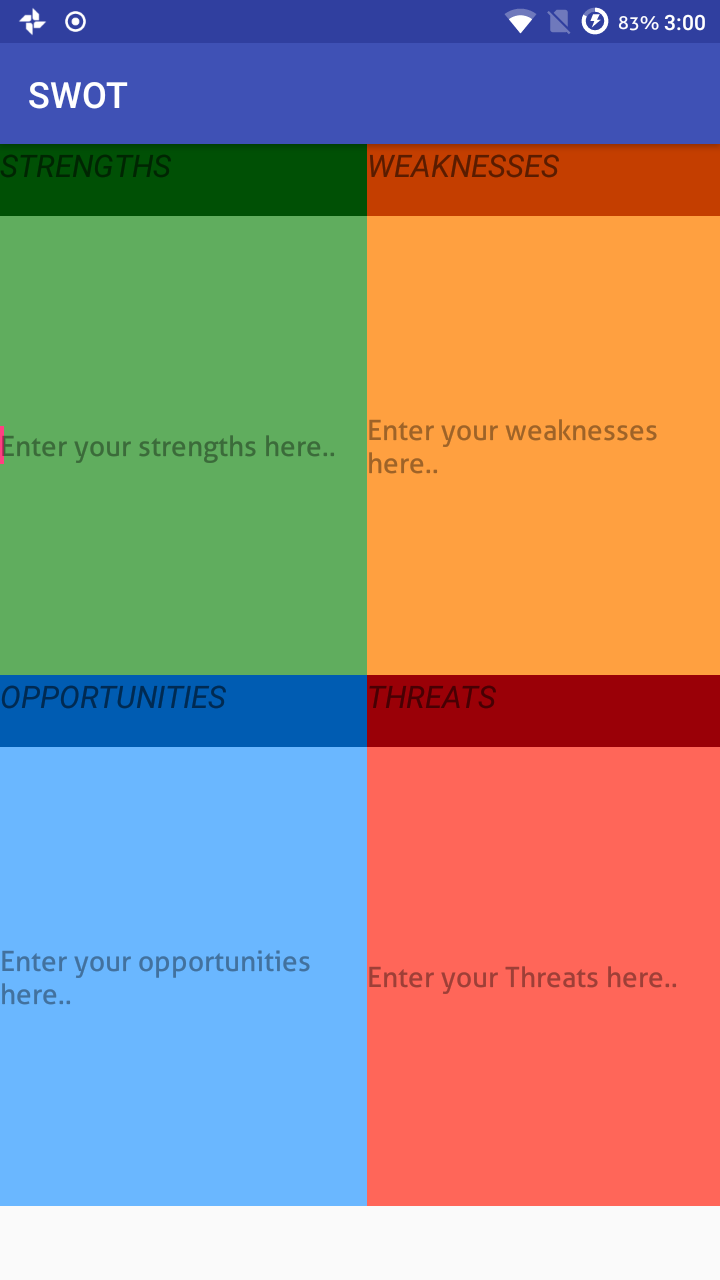 83% 3:00
SWOT
STRENGTHS
WEAKNESSES
Enter your strengths here..
Enter your weaknesses
here..
OPPORTUNITIES
THREATS
Enter your opportunities
here..
Enter your Threats here..